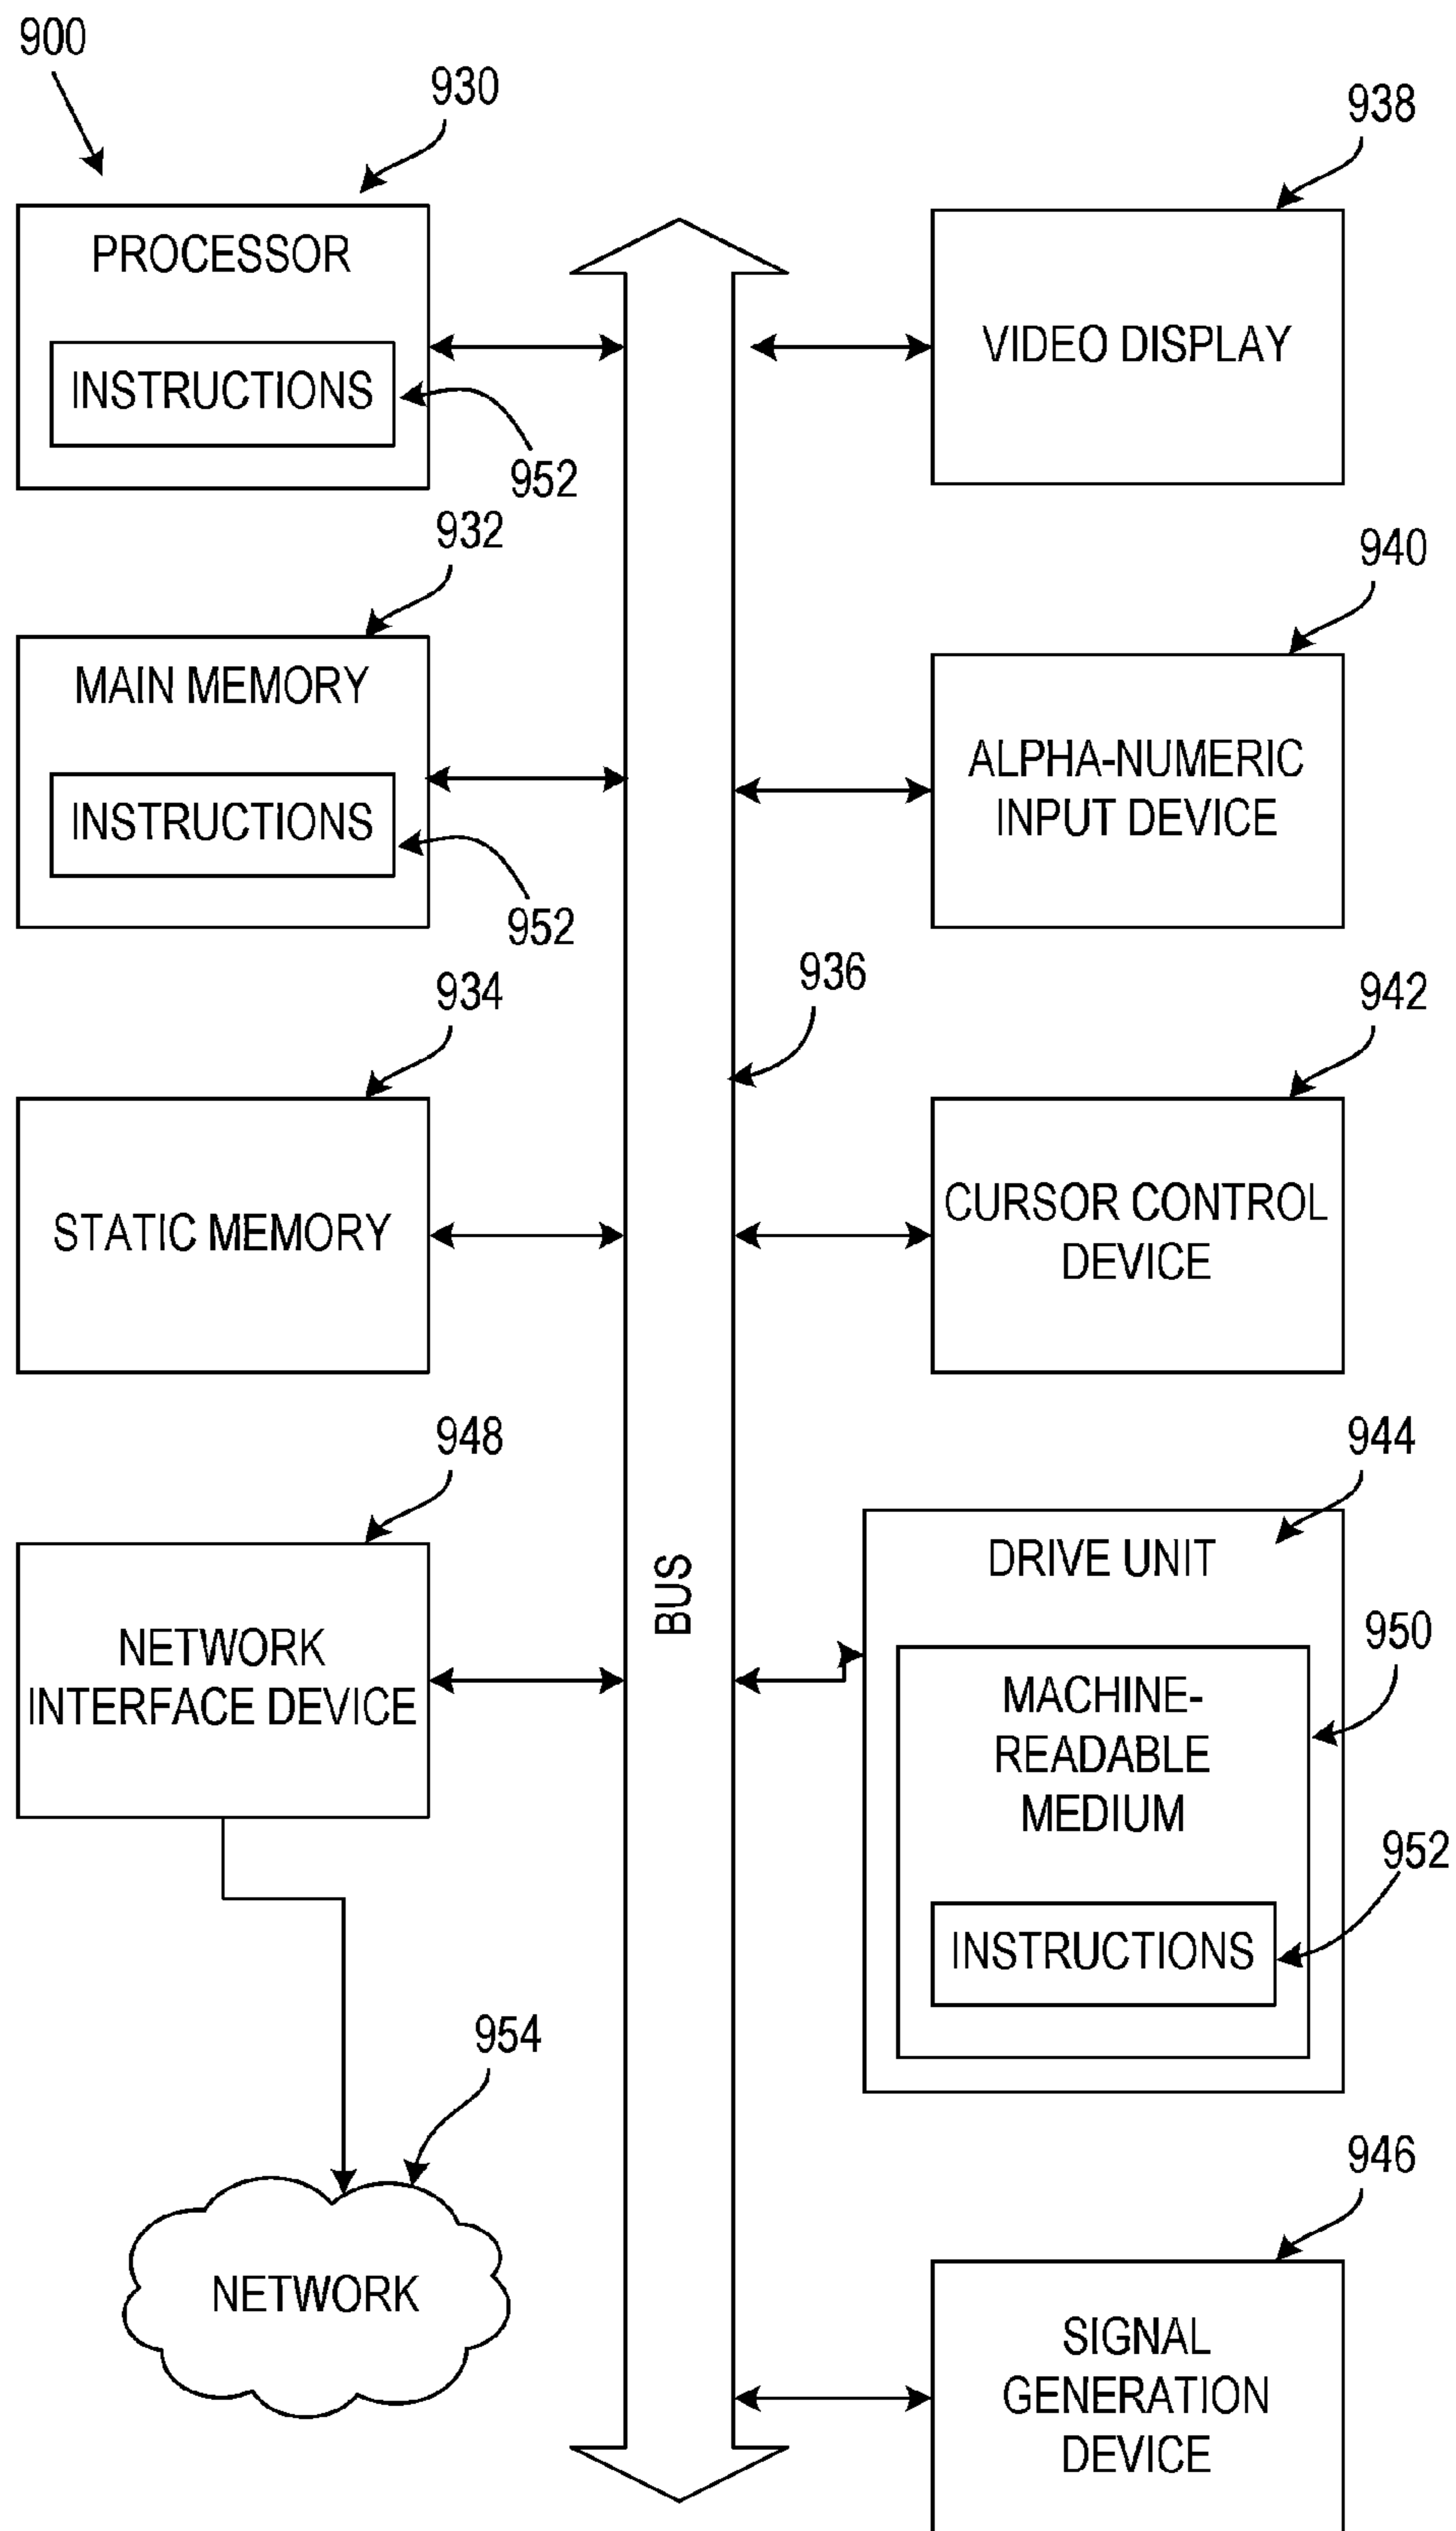 900
930
938
PROCESSOR
INSTRUCTIONS
952
VIDEO DISPLAY
932
940
MAIN MEMORY
INSTRUCTIONS
952
ALPHA-NUMERIC
INPUT DEVICE
936
934
942
STATIC MEMORY
CURSOR CONTROL
DEVICE
948
944
NETWORK
INTERFACE DEVICE
BUS
DRIVE UNIT
950
MACHINE-
READABLE
MEDIUM
952
INSTRUCTIONS
954
NETWORK
946
SIGNAL
GENERATION
DEVICE